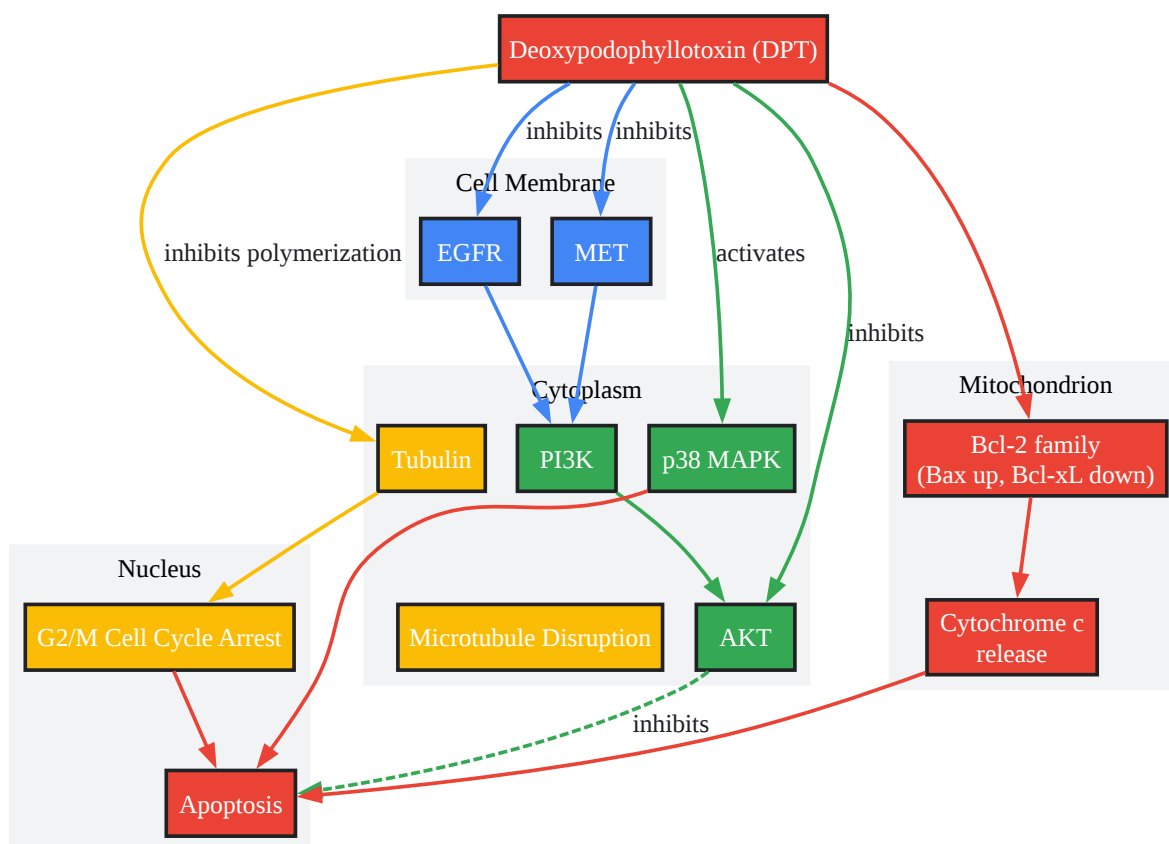 Deoxypodophyllotoxin (DPT)
inhibits
inhibits
Cell Membrane
inhibits polymerization
EGFR
MET
activates
inhibits
Cytoplasm
Mitochondrion
Tubulin
PI3K
p38 MAPK
Bcl-2 family
(Bax up, Bcl-xL down)
Nucleus
G2/M Cell Cycle Arrest
Microtubule Disruption
AKT
Cytochrome c
release
inhibits
Apoptosis